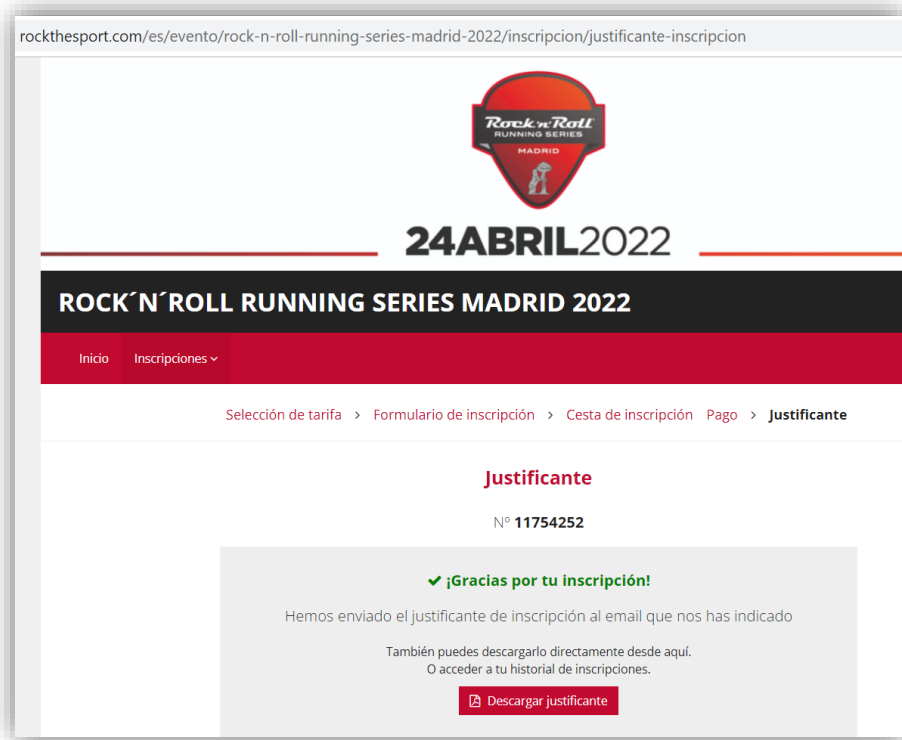 rockthesport.com/es/evento/rock-n-roll-running-series-madrid-2022/inscripcion/justificante-inscripcion
Rock'n'Roll
RUNNING SERIES
MADRID
24ABRIL2022
ROCK´N´ROLL RUNNING SERIES MADRID 2022
Inicio Inscripciones
Selección de tarifa > Formulario de inscripción > Cesta de inscripción Pago > Justificante
Justificante
Nº 11754252
✔ ¡Gracias por tu inscripción!
Hemos enviado el justificante de inscripción al email que nos has indicado
También puedes descargarlo directamente desde aquí.
O acceder a tu historial de inscripciones.
Descargar justificante